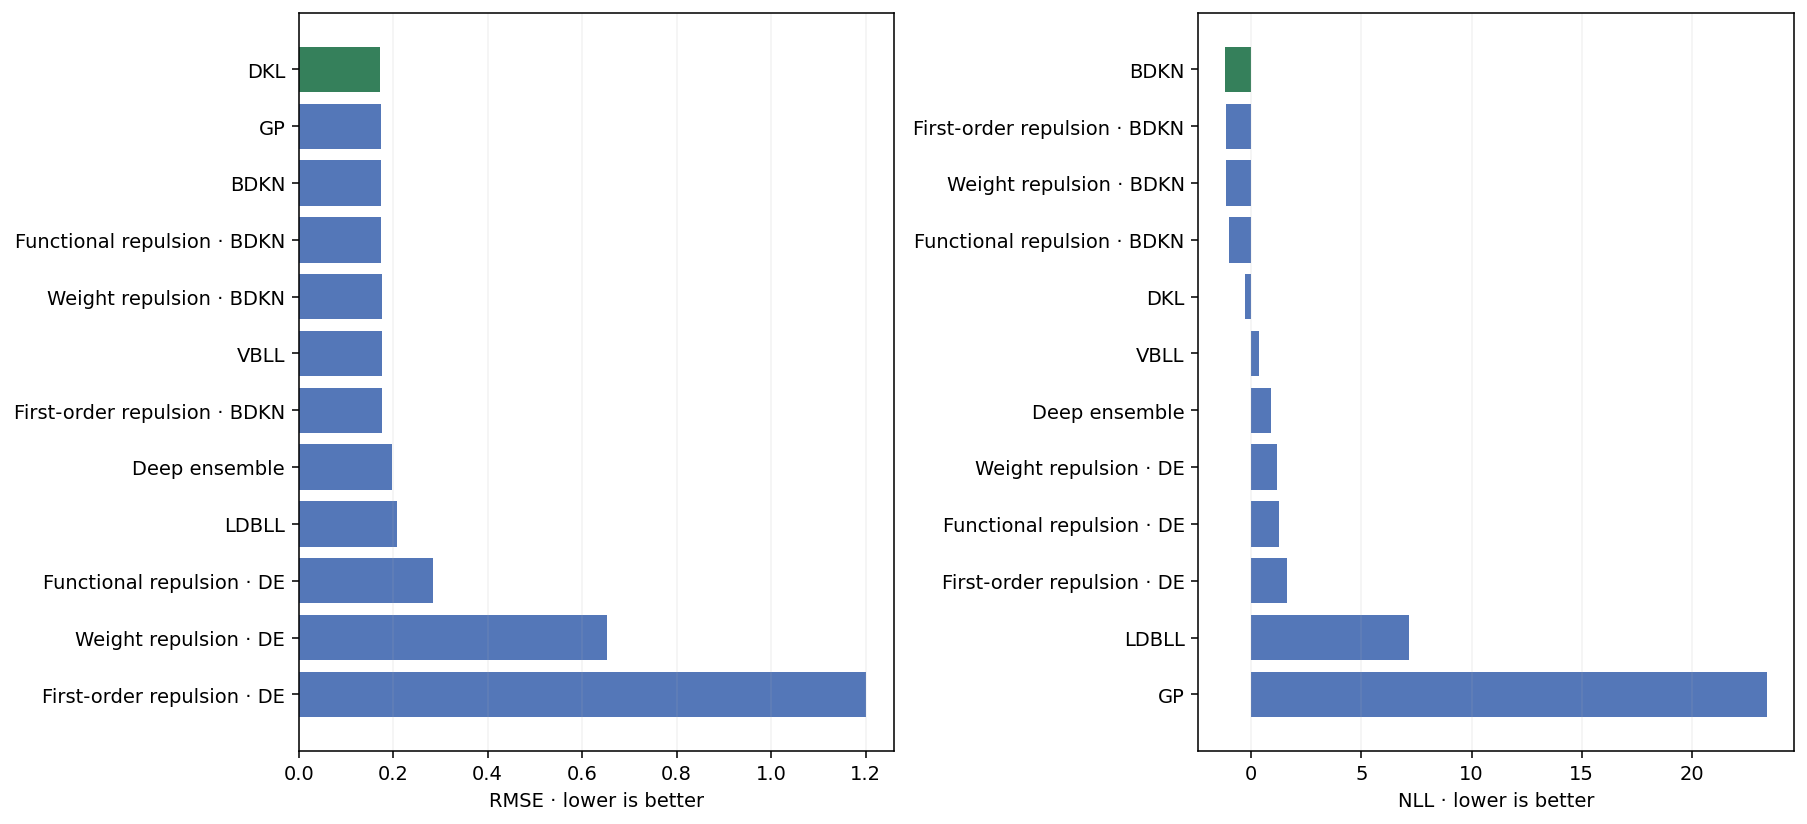 DKL
GP
BDKN
Functional repulsion · BDKN
Weight repulsion · BDKN
VBLL
First-order repulsion · BDKN
Deep ensemble
LDBLL
Functional repulsion · DE
Weight repulsion · DE
First-order repulsion · DE
0.0 0.2 0.4 0.6 0.8 1.0 1.2
RMSE · lower is better
BDKN
First-order repulsion · BDKN
Weight repulsion · BDKN
Functional repulsion · BDKN
DKL
VBLL
Deep ensemble
Weight repulsion · DE
Functional repulsion · DE
First-order repulsion · DE
LDBLL
GP
0 5 10 15 20
NLL · lower is better